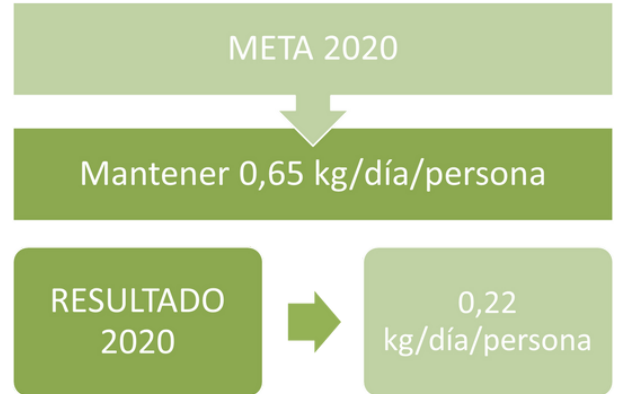 META 2020
Mantener 0,65 kg/día/persona
RESULTADO
2020
0,22
kg/día/persona